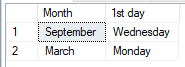 Month 1st day
1 September Wednesday
2 March Monday